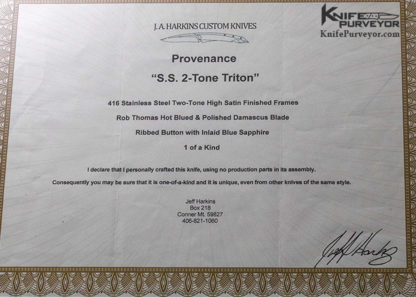 J.A. HARKINS CUSTOM KNIVES
KNIFE PURVEYOR
KnifePurveyor.com
Provenance
“S.S. 2-Tone Triton”
416 Stainless Steel Two-Tone High Satin Finished Frames
Rob Thomas Hot Blued & Polished Damascus Blade
Ribbed Button with Inlaid Blue Sapphire
1 of a Kind
I declare that I personally crafted this knife, using no production parts in its assembly.
Consequently you may be sure that it is one-of-a-kind and it is unique, even from other knives of the same style.
Jeff Harkins
Box 218
Conner Mt. 59827
406-821-1060
Jeff Harkins